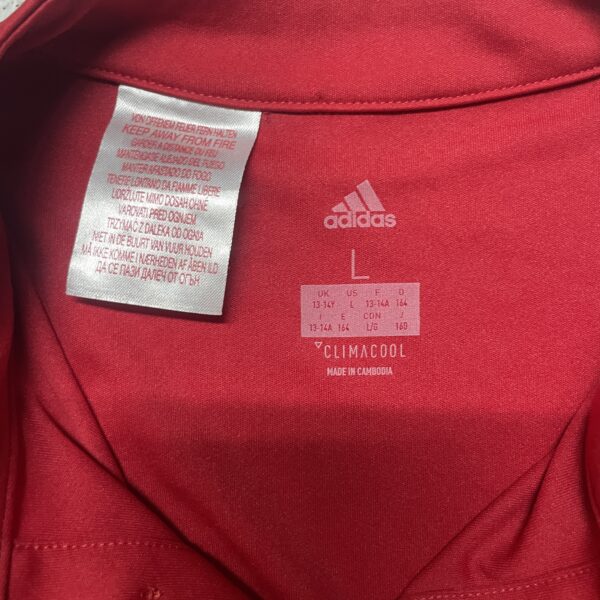 VON OFFENEM FEUER FERN HALTEN
KEEP AWAY FROM FIRE
GARDER A DISTANCE DU FEU
MANTÉNGASE ALEJADO DEL FUEGO
MANTER AFASTADO DO FOGO
TENERE LONTANO DA FIAMME LIBERE
UDRŽUJTE MIMO DOSAH OHNĚ
VAROVATI PRED OGNJEM
TRZYMAĆ Z DALEKA OD OGNIA
NIET IN DE BUURT VAN VUUR HOUDEN
MÅ IKKE KOMME I NÆRHEDEN AF ÅBEN ILD
ДА СЕ ПАЗИ ДАЛЕЧ ОТ ОГЪН
adidas
L
UK US F D
13-14Y L 13-14A 164
I E CDN J
13-14A 164 L/G 160
CLIMACOOL
MADE IN CAMBODIA